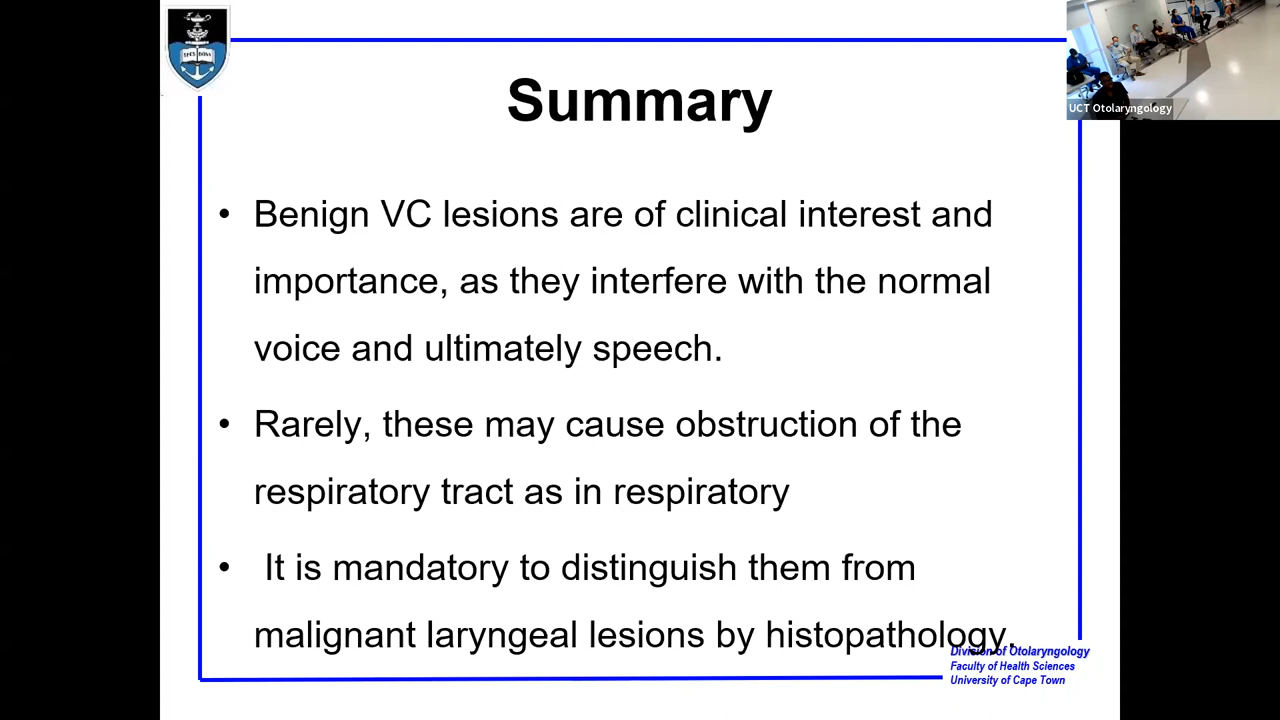 Summary
UCT Otolaryngology
• Benign VC lesions are of clinical interest and
importance, as they interfere with the normal
voice and ultimately speech.
• Rarely, these may cause obstruction of the
respiratory tract as in respiratory
• It is mandatory to distinguish them from
malignant laryngeal lesions by histopathology.
Division of Otolaryngology
Faculty of Health Sciences
University of Cape Town